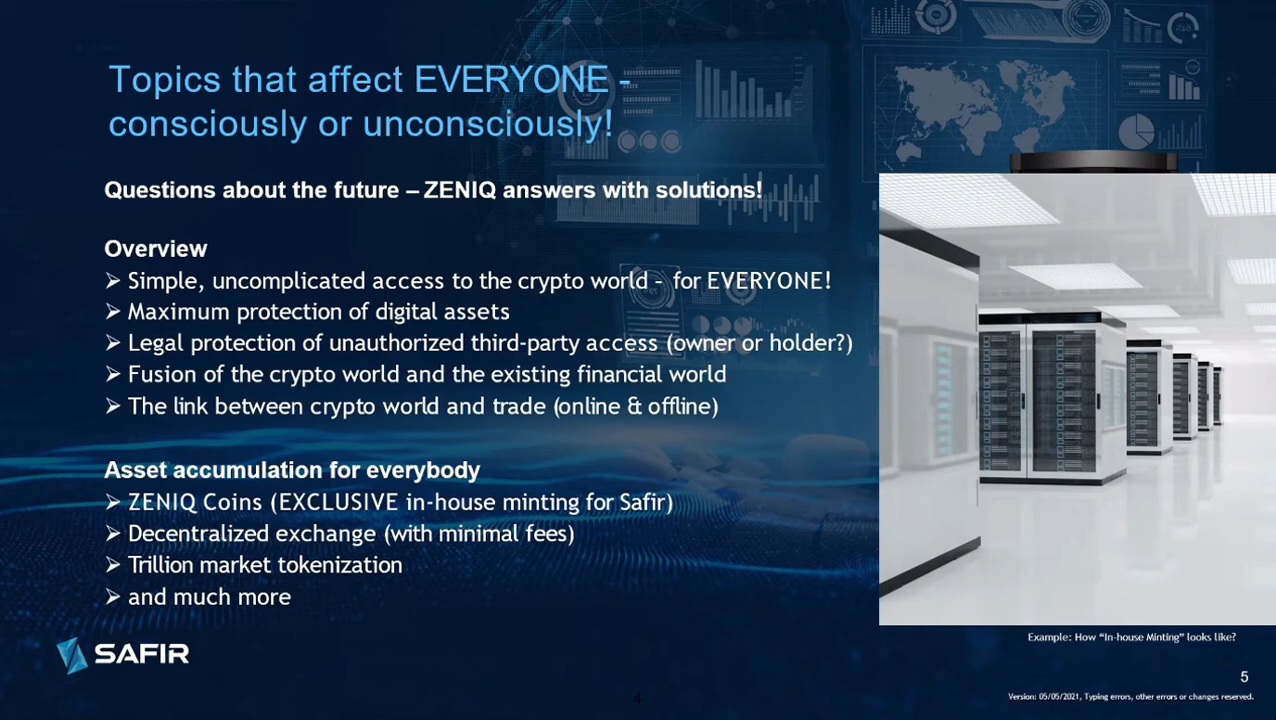 Topics that affect EVERYONE -
consciously or unconsciously!
Questions about the future – ZENIQ answers with solutions!
Overview
➢ Simple, uncomplicated access to the crypto world – for EVERYONE!
➢ Maximum protection of digital assets
➢ Legal protection of unauthorized third-party access (owner or holder?)
➢ Fusion of the crypto world and the existing financial world
➢ The link between crypto world and trade (online & offline)
Asset accumulation for everybody
➢ ZENIQ Coins (EXCLUSIVE in-house minting for Safir)
➢ Decentralized exchange (with minimal fees)
➢ Trillion market tokenization
➢ and much more
Example: How “In-house Minting” looks like?
SAFIR
5
4
Version: 05/05/2021, Typing errors, other errors or changes reserved.